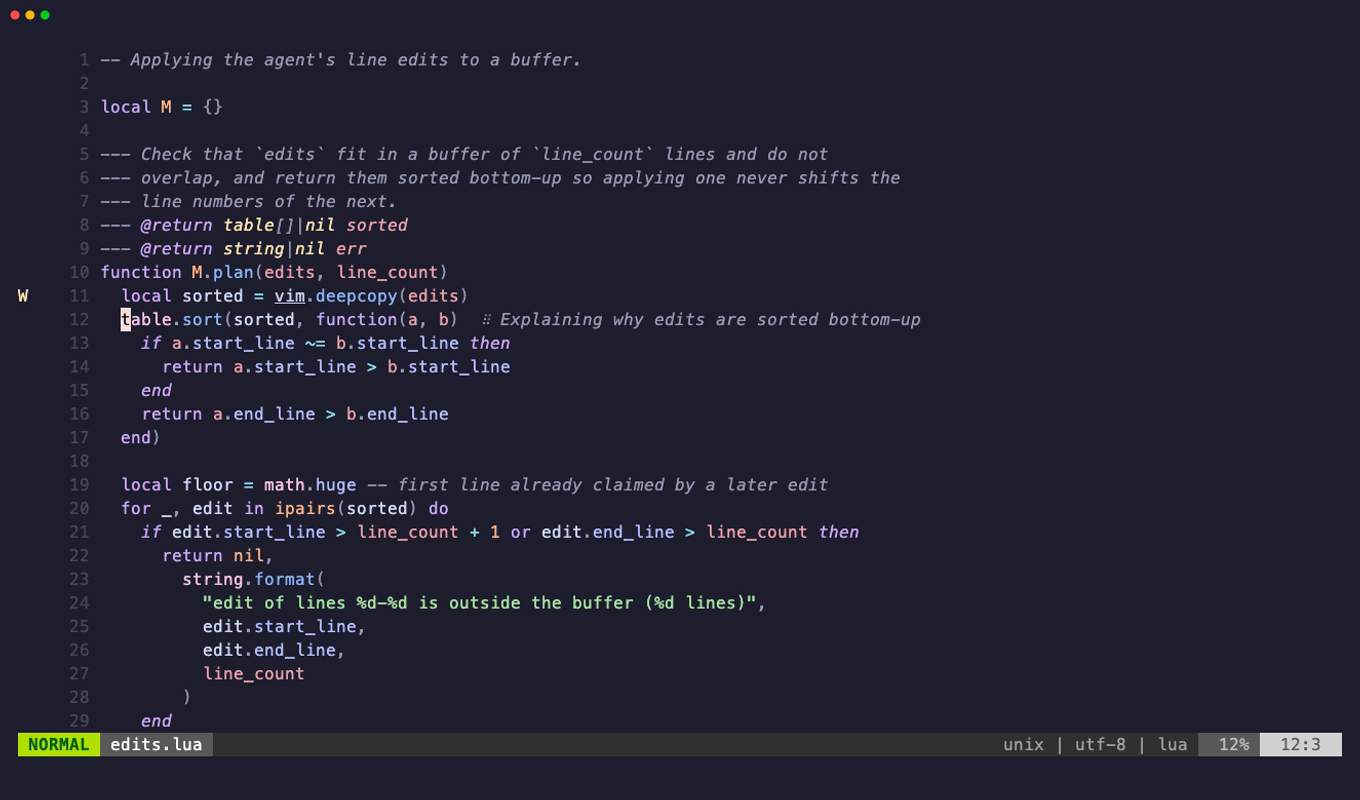 1 -- Applying the agent's line edits to a buffer.
2
3 local M = {}
4
5 --- Check that `edits` fit in a buffer of `line_count` lines and do not
6 --- overlap, and return them sorted bottom-up so applying one never shifts the
7 --- line numbers of the next.
8 --- @return table[]|nil sorted
9 --- @return string|nil err
10 function M.plan(edits, line_count)
W 11   local sorted = vim.deepcopy(edits)
12   table.sort(sorted, function(a, b)  ⠻ Explaining why edits are sorted bottom-up
13     if a.start_line ~= b.start_line then
14       return a.start_line > b.start_line
15     end
16     return a.end_line > b.end_line
17   end)
18
19   local floor = math.huge -- first line already claimed by a later edit
20   for _, edit in ipairs(sorted) do
21     if edit.start_line > line_count + 1 or edit.end_line > line_count then
22       return nil,
23         string.format(
24           "edit of lines %d-%d is outside the buffer (%d lines)",
25           edit.start_line,
26           edit.end_line,
27           line_count
28         )
29     end
NORMAL edits.lua unix | utf-8 | lua 12% 12:3